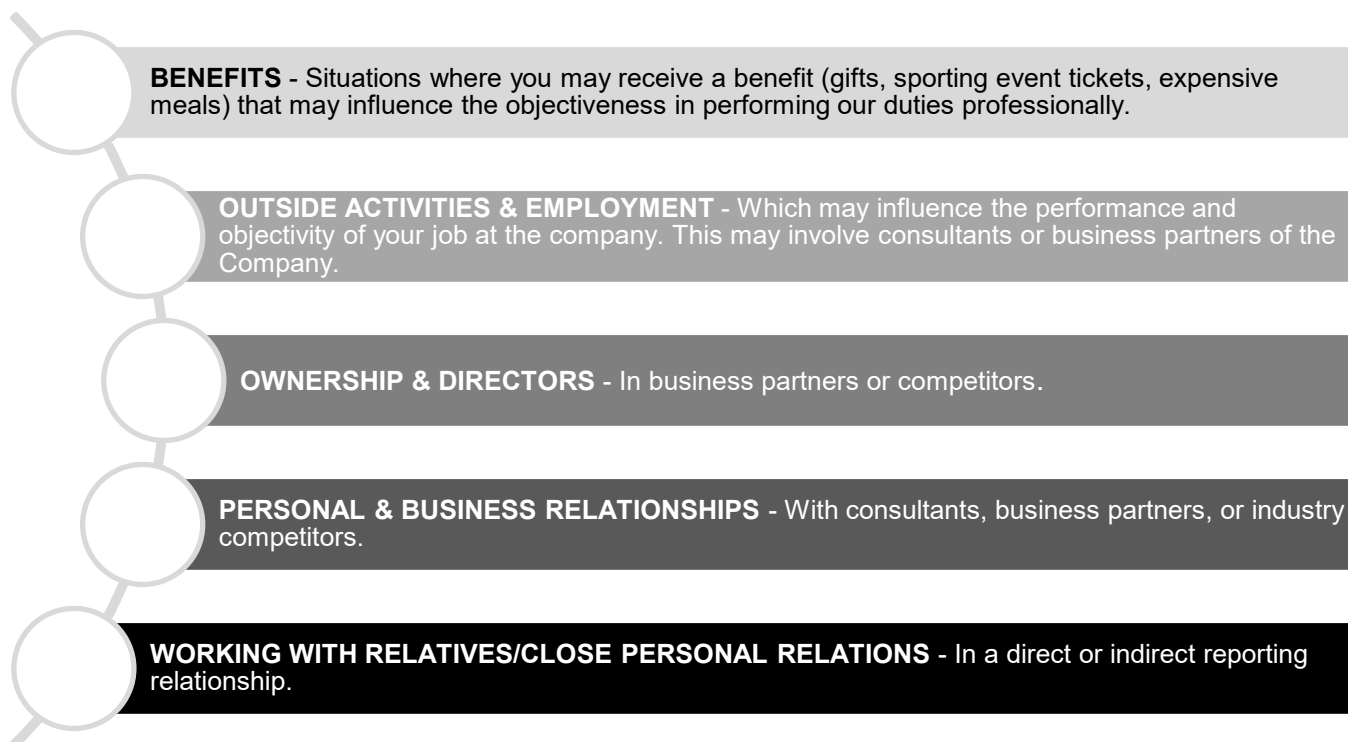 BENEFITS - Situations where you may receive a benefit (gifts, sporting event tickets, expensive
meals) that may influence the objectiveness in performing our duties professionally.
OUTSIDE ACTIVITIES & EMPLOYMENT - Which may influence the performance and
objectivity of your job at the company. This may involve consultants or business partners of the
Company.
OWNERSHIP & DIRECTORS - In business partners or competitors.
PERSONAL & BUSINESS RELATIONSHIPS - With consultants, business partners, or industry
competitors.
WORKING WITH RELATIVES/CLOSE PERSONAL RELATIONS - In a direct or indirect reporting
relationship.